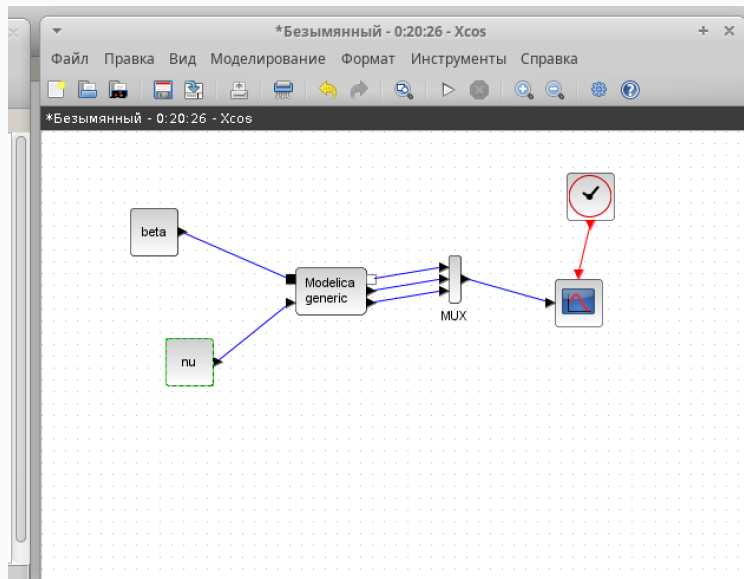 *Безымянный - 0:20:26 - Xcos
Файл Правка Вид Моделирование Формат Инструменты Справка
*Безымянный - 0:20:26 - Xcos
beta
Modelica
generic
MUX
nu